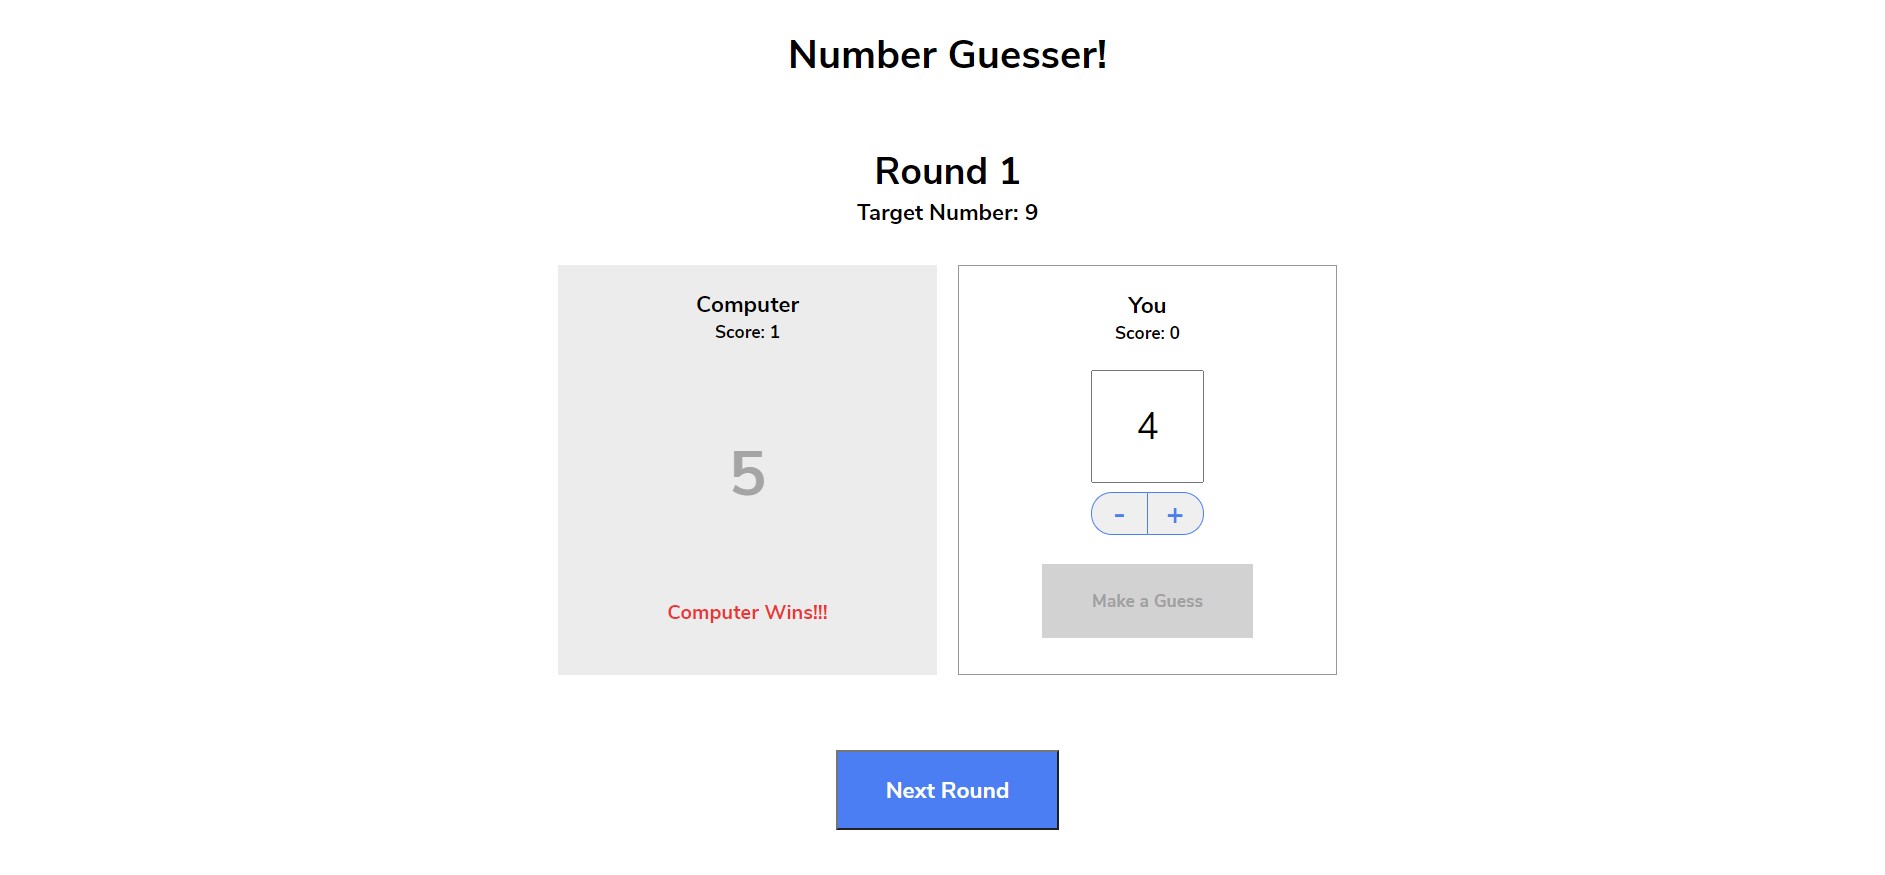 Number Guesser!
Round 1
Target Number: 9
Computer
Score: 1
5
Computer Wins!!!
You
Score: 0
4
- +
Make a Guess
Next Round